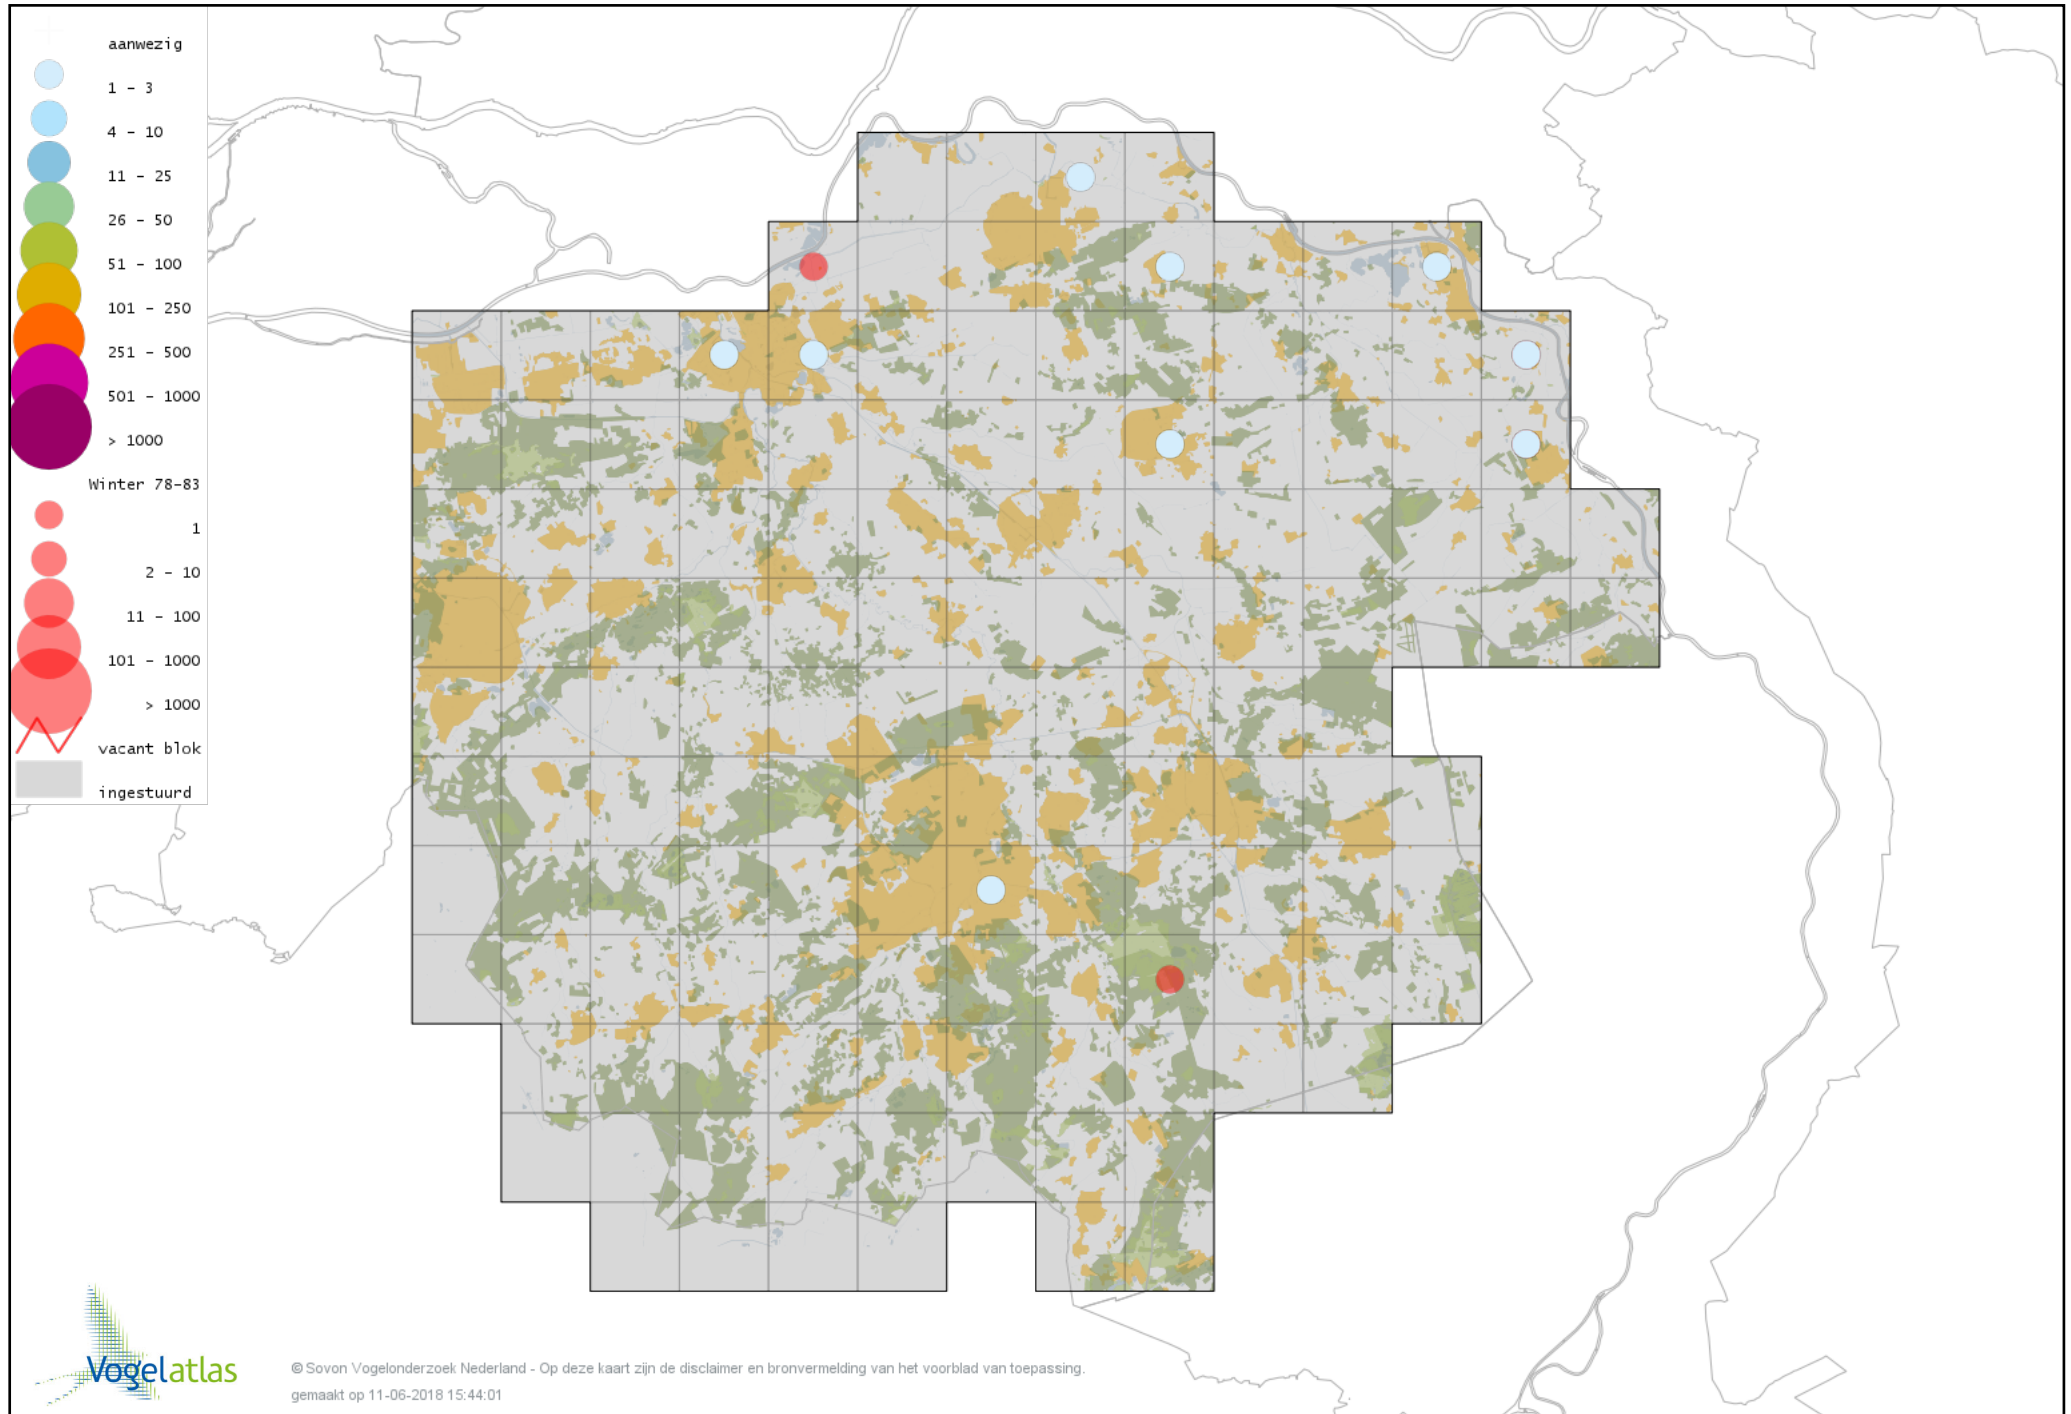 aanwezig
1 - 3
4 - 10
11 - 25
26 - 50
51 - 100
101 - 250
251 - 500
501 - 1000
> 1000
Winter 78-83
1
2 - 10
11 - 100
101 - 1000
> 1000
vacant blok
ingestuurd
Vogelatlas
© Sovon Vogelonderzoek Nederland - Op deze kaart zijn de disclaimer en bronvermelding van het voorblad van toepassing.
gemaakt op 11-06-2018 15:44:01